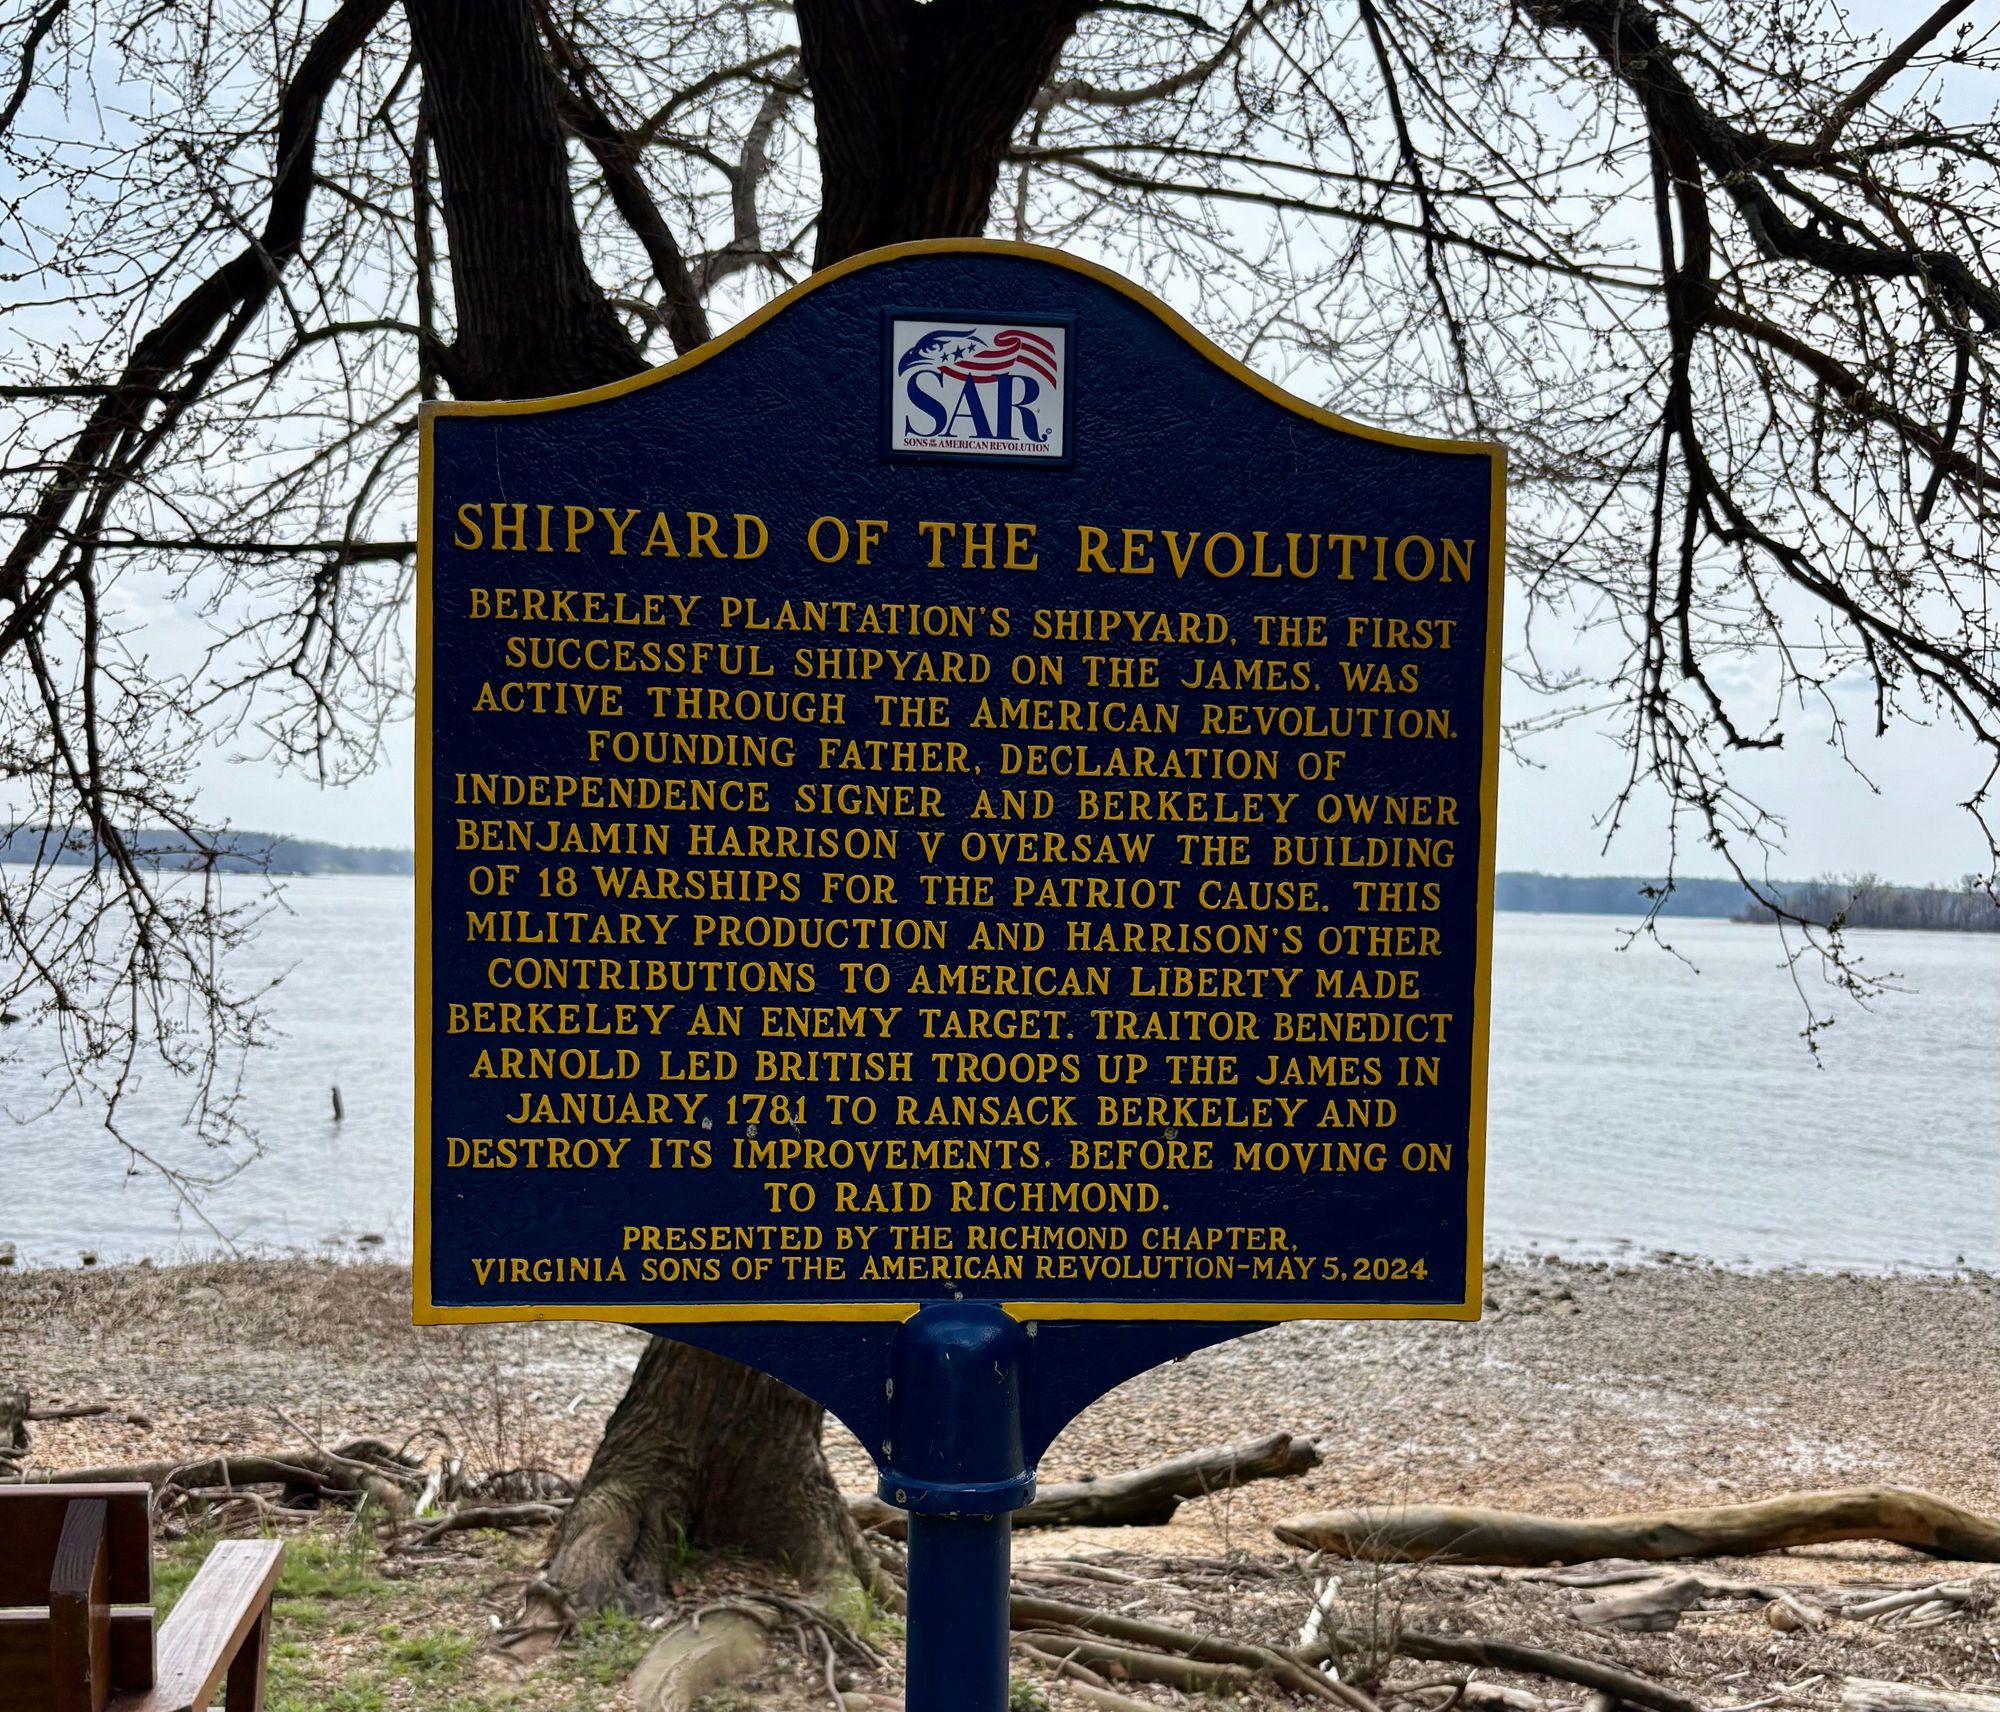 SAR
SONS OF THE AMERICAN REVOLUTION
SHIPYARD OF THE REVOLUTION
BERKELEY PLANTATION'S SHIPYARD, THE FIRST
SUCCESSFUL SHIPYARD ON THE JAMES, WAS
ACTIVE THROUGH THE AMERICAN REVOLUTION.
FOUNDING FATHER, DECLARATION OF
INDEPENDENCE SIGNER AND BERKELEY OWNER
BENJAMIN HARRISON V OVERSAW THE BUILDING
OF 18 WARSHIPS FOR THE PATRIOT CAUSE. THIS
MILITARY PRODUCTION AND HARRISON'S OTHER
CONTRIBUTIONS TO AMERICAN LIBERTY MADE
BERKELEY AN ENEMY TARGET. TRAITOR BENEDICT
ARNOLD LED BRITISH TROOPS UP THE JAMES IN
JANUARY, 1781 TO RANSACK BERKELEY AND
DESTROY ITS IMPROVEMENTS, BEFORE MOVING ON
TO RAID RICHMOND.
PRESENTED BY THE RICHMOND CHAPTER,
VIRGINIA SONS OF THE AMERICAN REVOLUTION-MAY 5, 2024